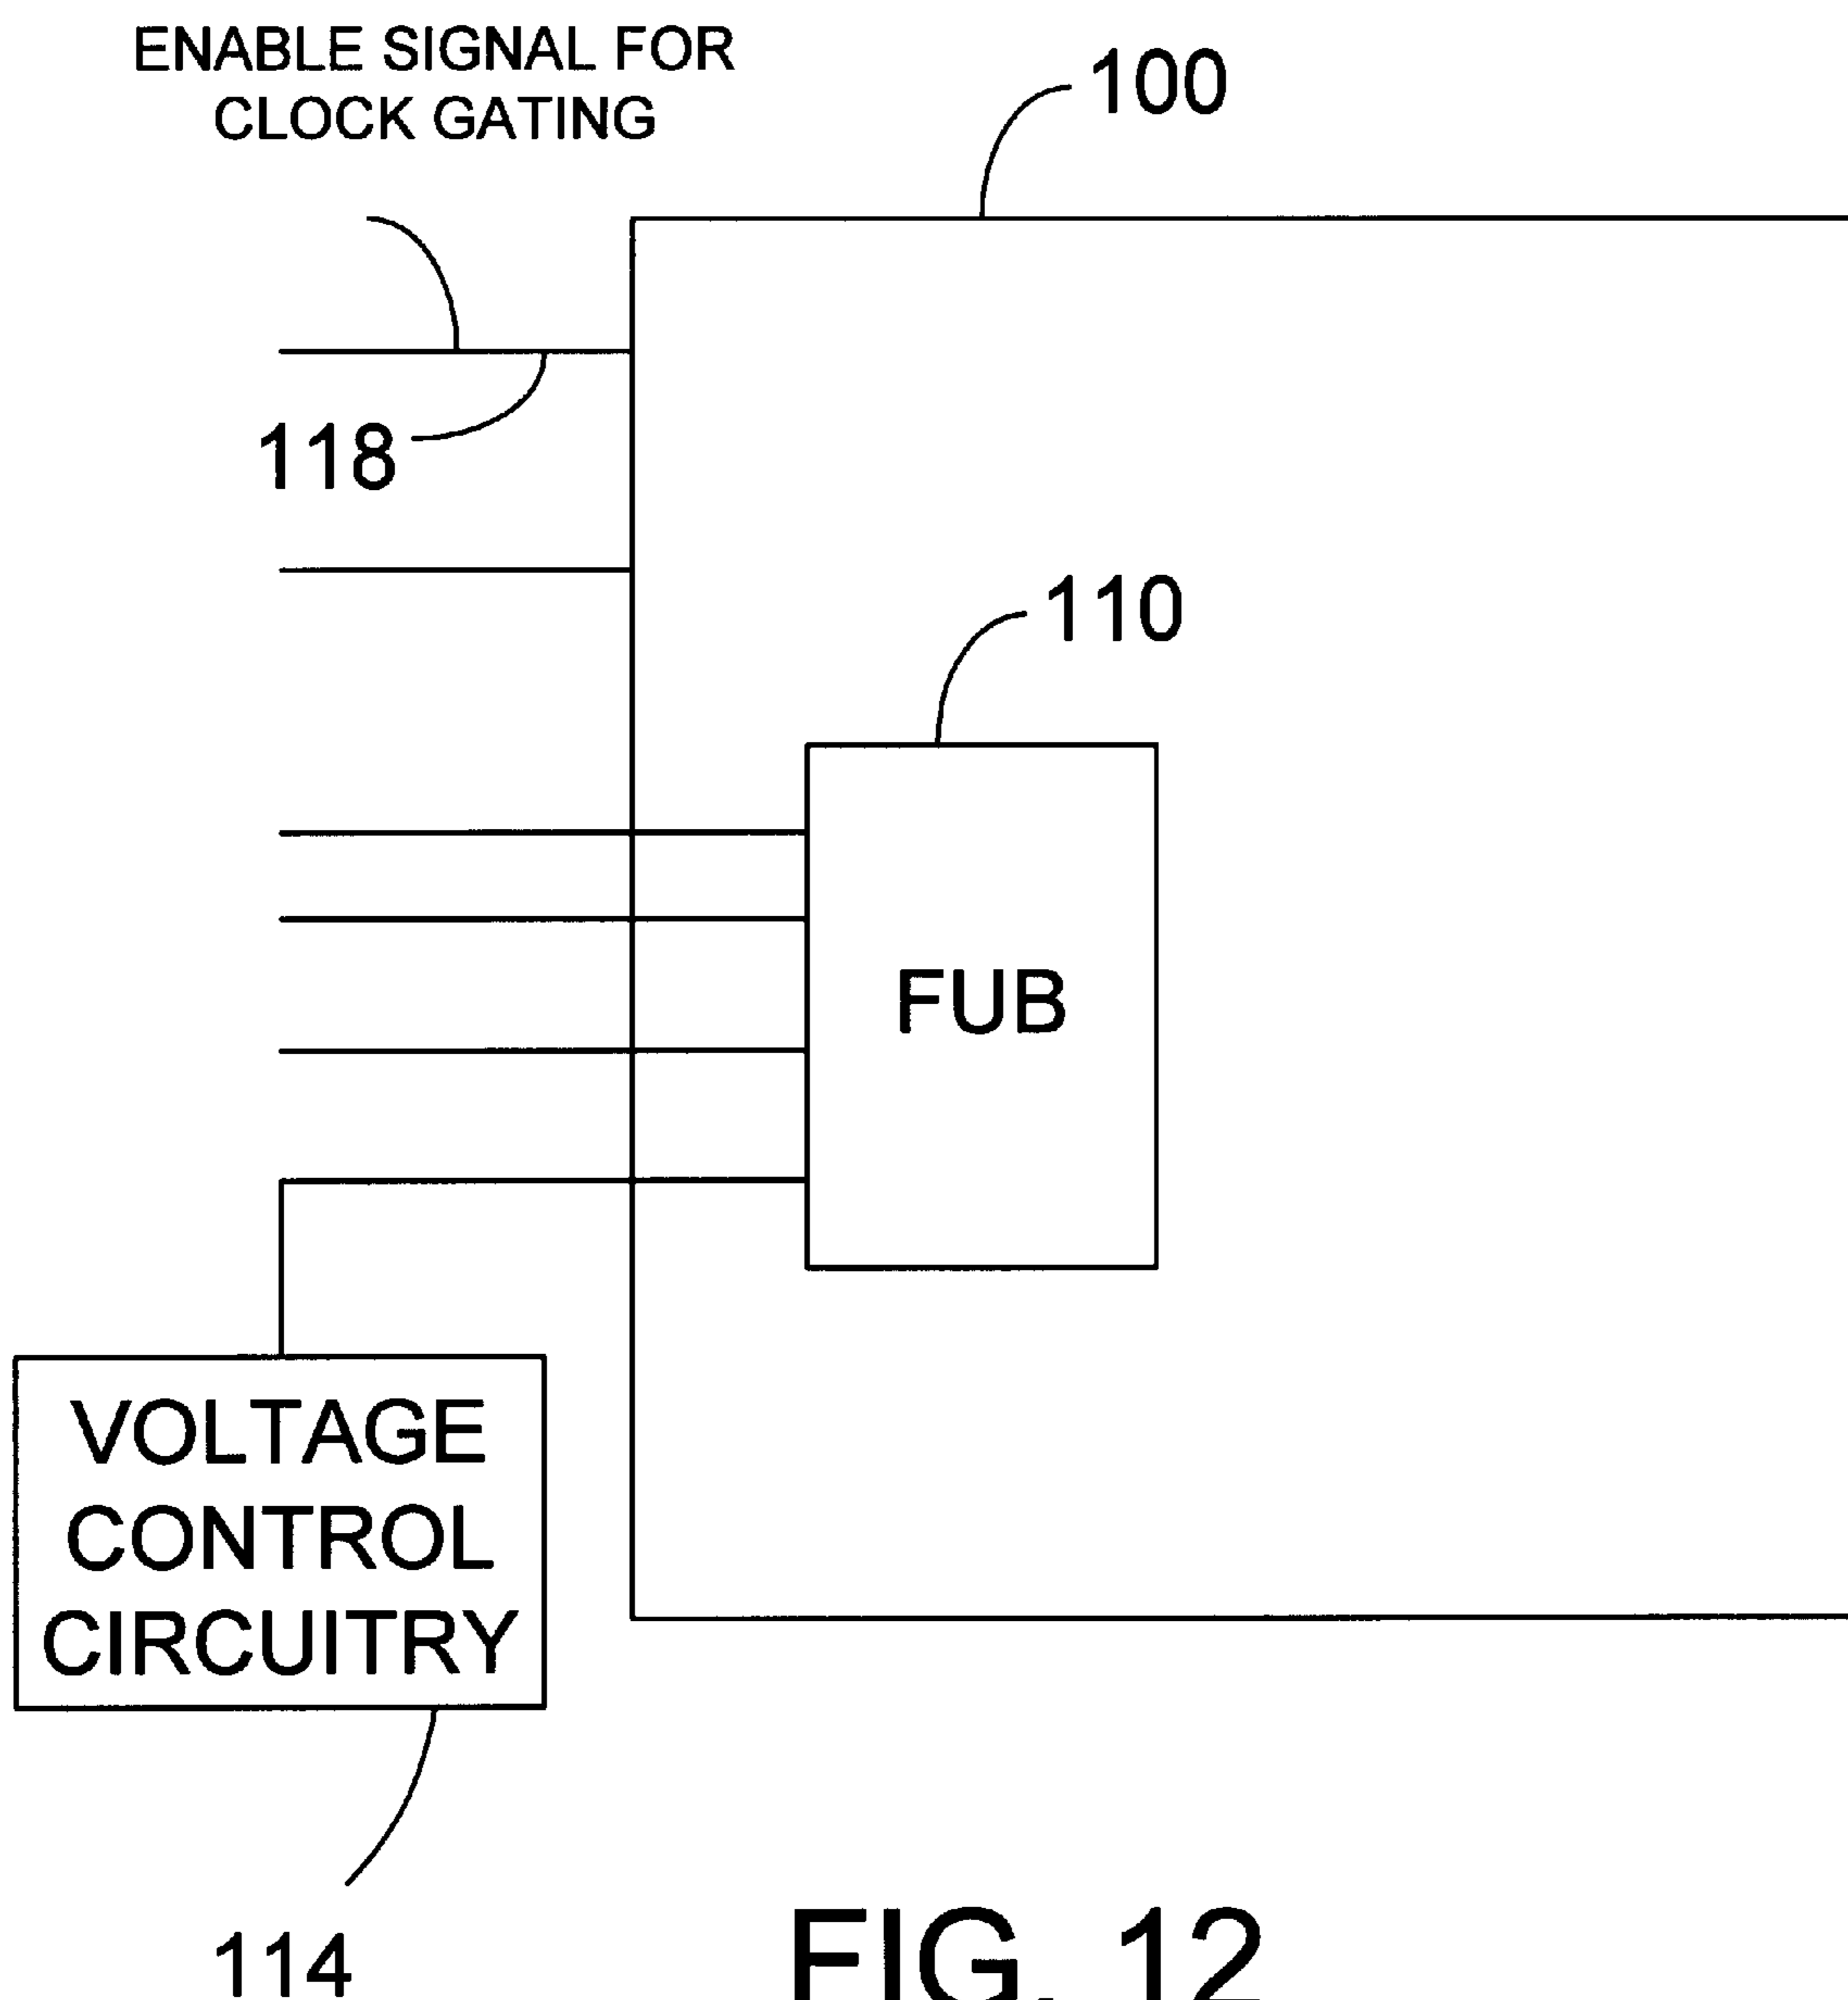 ENABLE SIGNAL FOR
CLOCK GATING
100
118
110
FUB
VOLTAGE
CONTROL
CIRCUITRY
114
FIG. 12